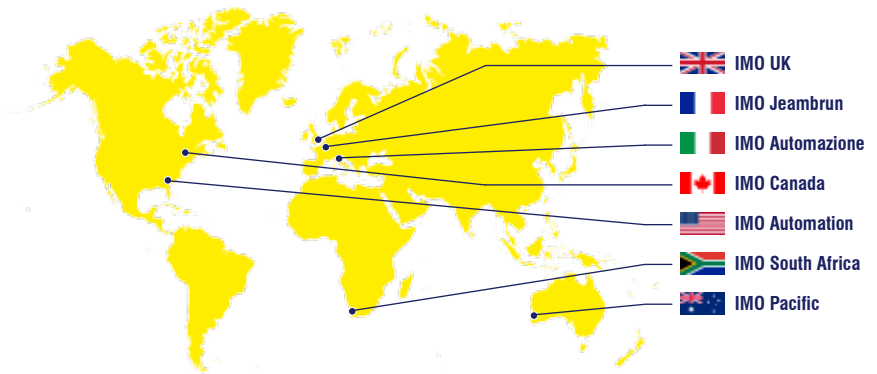 IMO UK
IMO Jeambrun
IMO Automazione
IMO Canada
IMO Automation
IMO South Africa
IMO Pacific